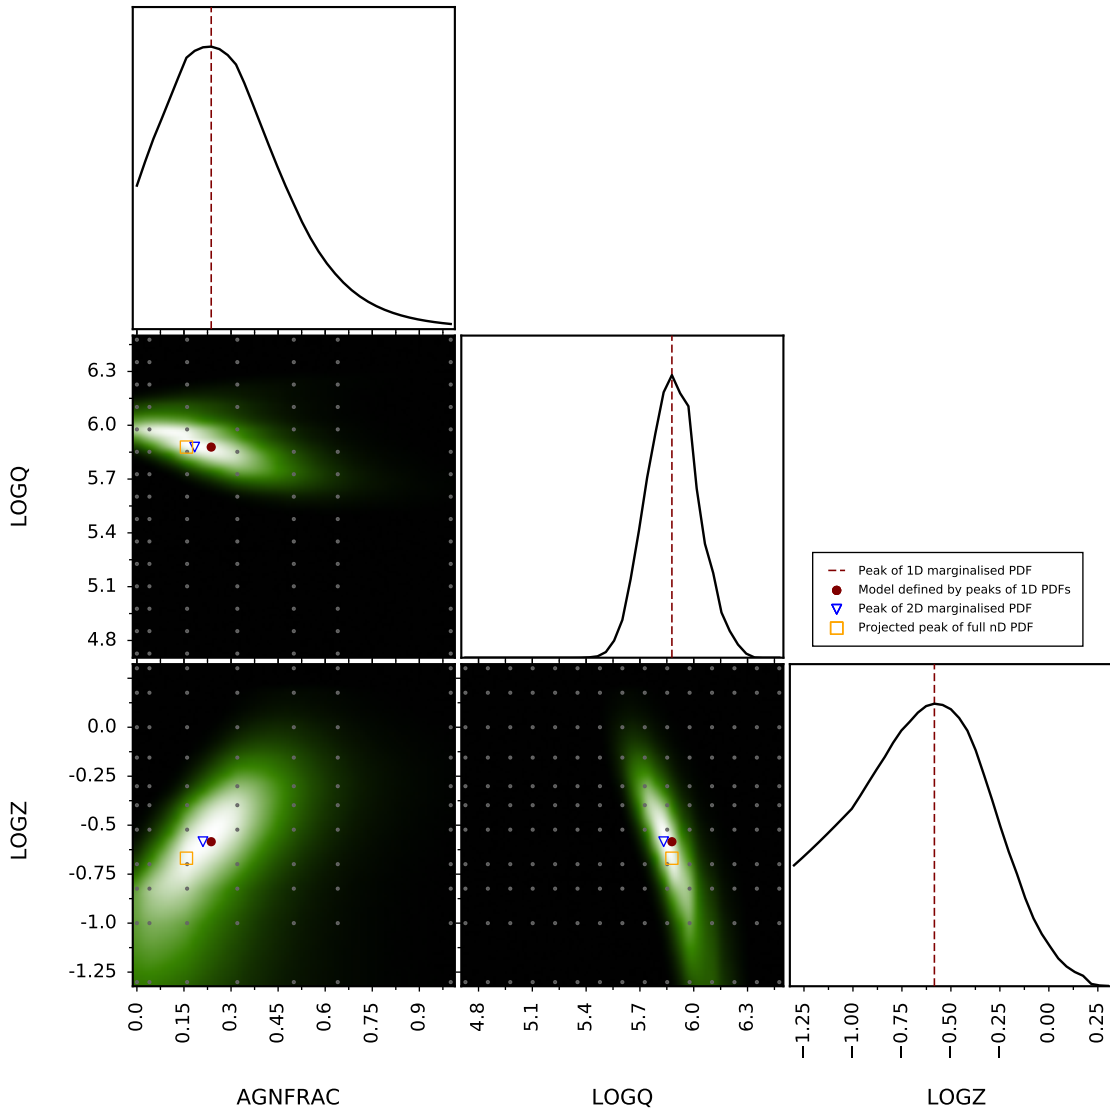 6.3
6.0
5.7
5.4
5.1
4.8
LOGQ
Peak of 1D marginalised PDF
Model defined by peaks of 1D PDFs
Peak of 2D marginalised PDF
Projected peak of full nD PDF
0.0
-0.25
-0.5
-0.75
-1.0
-1.25
LOGZ
0.0 0.15 0.3 0.45 0.6 0.75 0.9
4.8 5.1 5.4 5.7 6.0 6.3
−1.25 −1.00 −0.75 −0.50 −0.25 0.00 0.25
AGNFRAC
LOGQ
LOGZ